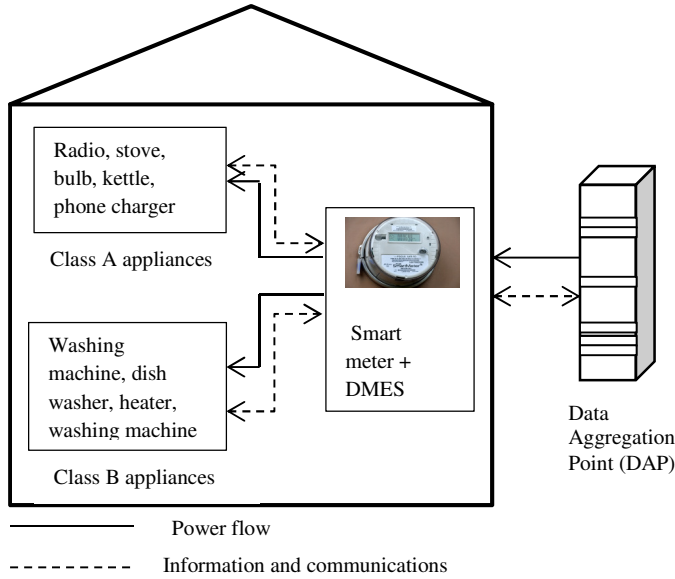 Radio, stove,
bulb, kettle,
phone charger
Class A appliances
Washing
machine, dish
washer, heater,
washing machine
Class B appliances
Smart
meter +
DMES
Data
Aggregation
Point (DAP)
Power flow
Information and communications